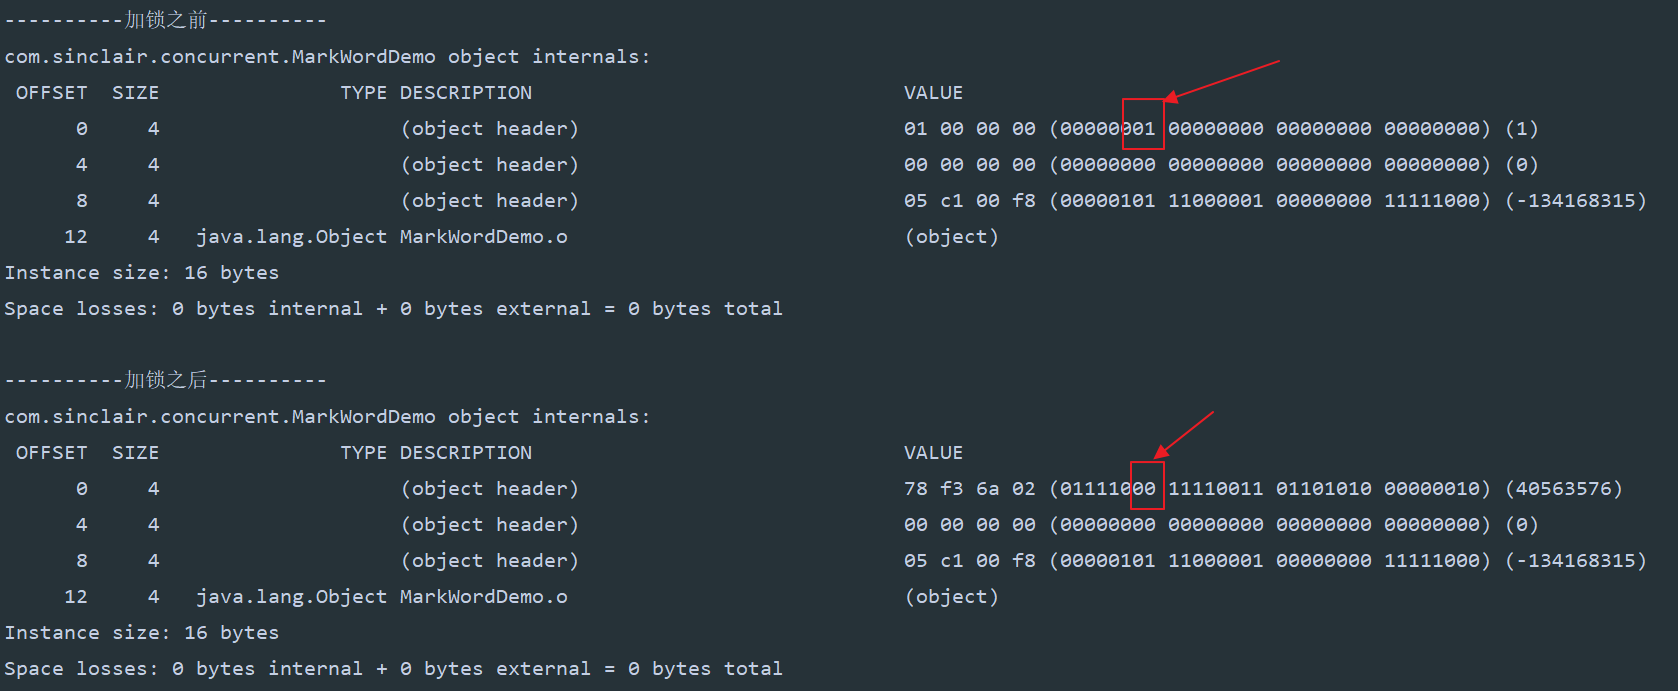 ----------加锁之前----------
com.sinclair.concurrent.MarkWordDemo object internals:
OFFSET SIZE TYPE DESCRIPTION VALUE
0 4 (object header) 01 00 00 00 (00000001 00000000 00000000 00000000) (1)
4 4 (object header) 00 00 00 00 (00000000 00000000 00000000 00000000) (0)
8 4 (object header) 05 c1 00 f8 (00000101 11000001 00000000 11111000) (-134168315)
12 4 java.lang.Object MarkWordDemo.o (object)
Instance size: 16 bytes
Space losses: 0 bytes internal + 0 bytes external = 0 bytes total
----------加锁之后----------
com.sinclair.concurrent.MarkWordDemo object internals:
OFFSET SIZE TYPE DESCRIPTION VALUE
0 4 (object header) 78 f3 6a 02 (01111000 11110011 01101010 00000010) (40563576)
4 4 (object header) 00 00 00 00 (00000000 00000000 00000000 00000000) (0)
8 4 (object header) 05 c1 00 f8 (00000101 11000001 00000000 11111000) (-134168315)
12 4 java.lang.Object MarkWordDemo.o (object)
Instance size: 16 bytes
Space losses: 0 bytes internal + 0 bytes external = 0 bytes total